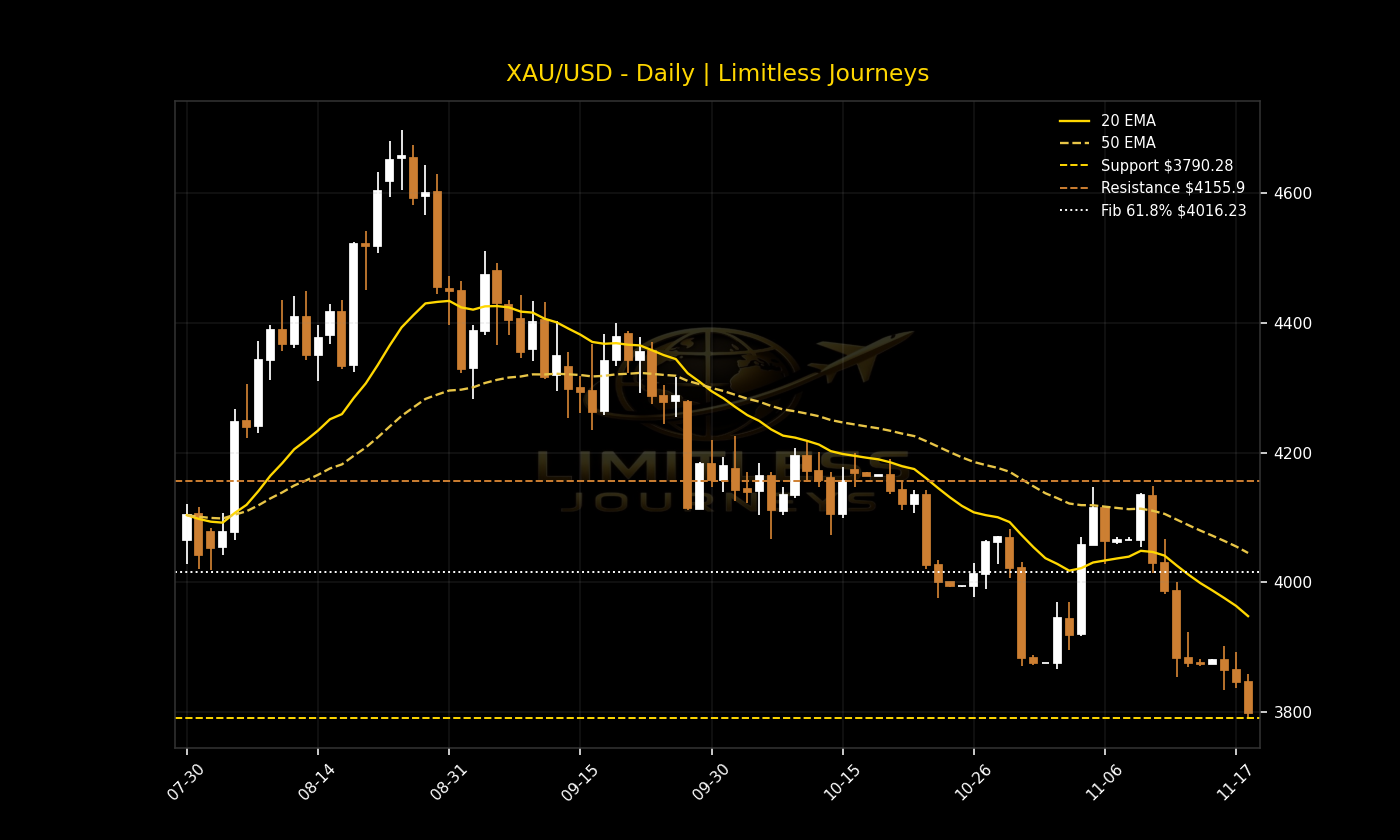 XAU/USD - Daily | Limitless Journeys
20 EMA
50 EMA
Support $3790.28
Resistance $4155.9
Fib 61.8% $4016.23
4600
4400
4200
4000
3800
LIMITLESS
JOURNEYS
07-30
08-14
08-31
09-15
09-30
10-15
10-26
11-06
11-17